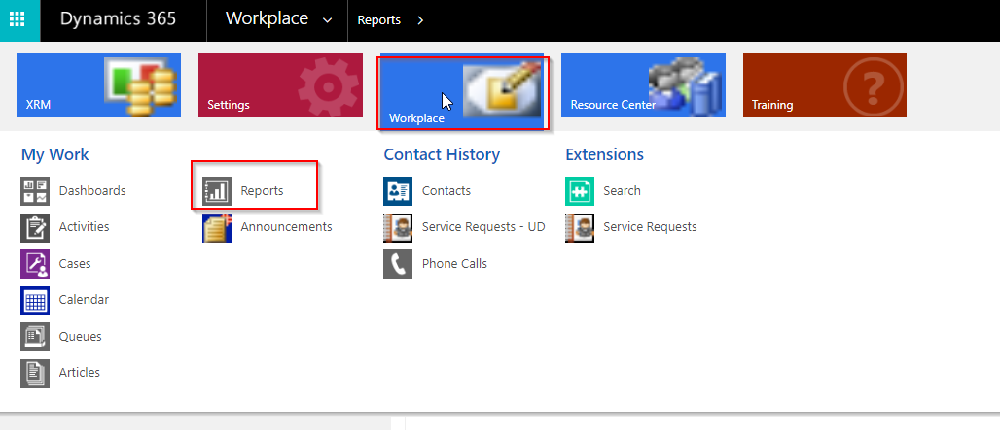 Dynamics 365 Workplace Reports
XRM Settings Workplace Resource Center Training
?
My Work Contact History Extensions
Dashboards Reports Contacts Search
Activities Announcements Service Requests - UD Service Requests
Cases Phone Calls
Calendar
Queues
Articles